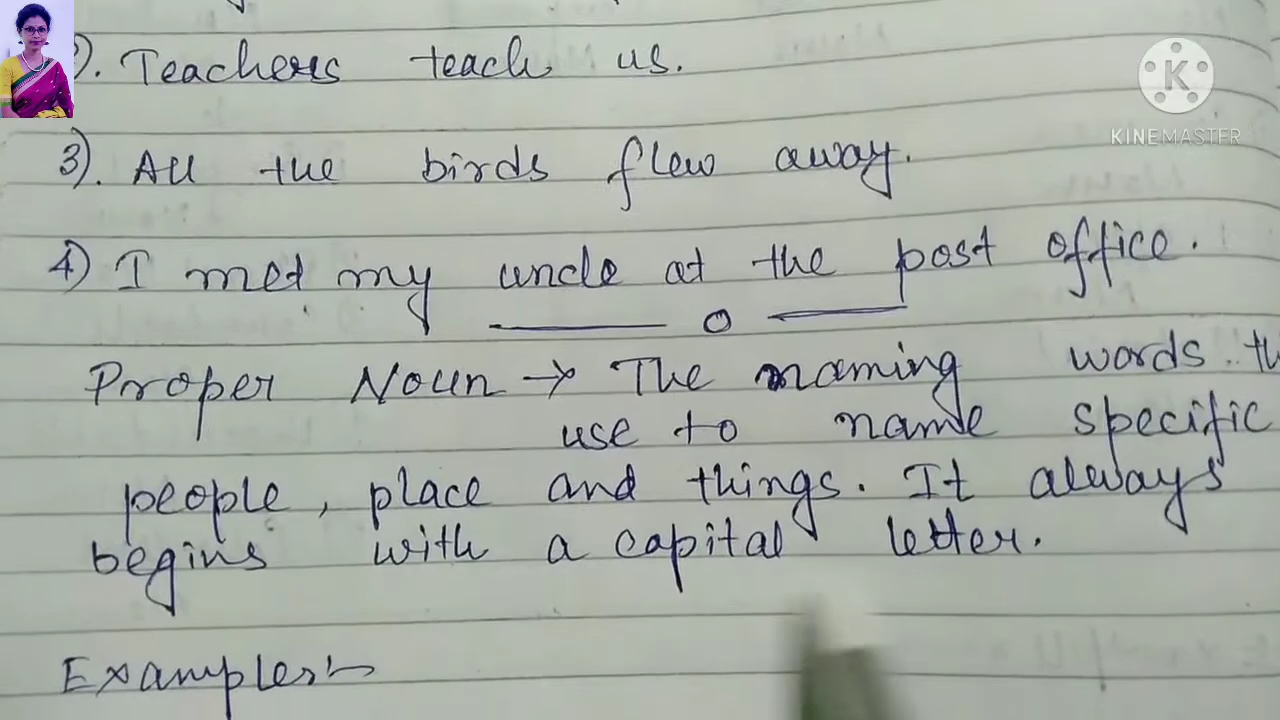 ). Teachers teach us.
KINEMASTER
3). All the birds flew away.
4) I met my uncle at the post office.
Proper Noun → The naming words
use to name specific
people, place and things. It always
begins with a capital letter.
Examples:-